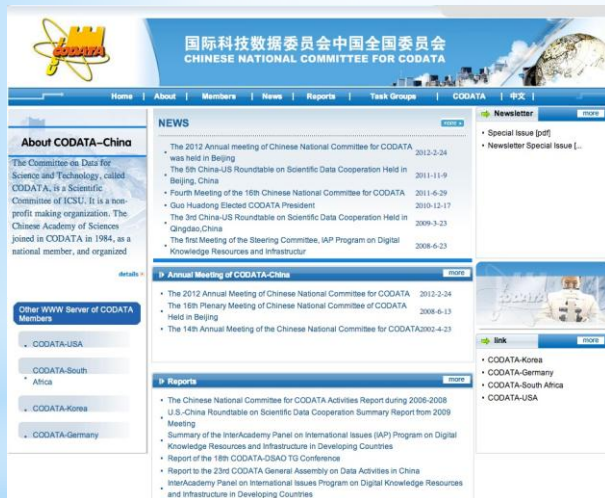 CODATA
国际科技数据委员会中国全国委员会
CHINESE NATIONAL COMMITTEE FOR CODATA
Home | About | Members | News | Reports | Task Groups | CODATA | 中文 |
About CODATA-China
The Committee on Data for
Science and Technology, called
CODATA, is a Scientific
Committee of ICSU. It is a non-
profit making organization. The
Chinese Academy of Sciences
joined in CODATA in 1984, as a
national member, and organized
details »
Other WWW Server of CODATA
Members
CODATA-USA
CODATA-South
Africa
CODATA-Korea
CODATA-Germany
NEWS
more
The 2012 Annual meeting of Chinese National Committee for CODATA
was held in Beijing 2012-2-24
The 5th China-US Roundtable on Scientific Data Cooperation Held in
Beijing, China 2011-11-9
Fourth Meeting of the 16th Chinese National Committee for CODATA 2011-6-29
Guo Huadong Elected CODATA President 2010-12-17
The 3rd China-US Roundtable on Scientific Data Cooperation Held in
Qingdao,China 2009-3-23
The first Meeting of the Steering Committee, IAP Program on Digital
Knowledge Resources and Infrastructur 2008-6-23
Annual Meeting of CODATA-China more
The 2012 Annual Meeting of Chinese National Committee for CODATA 2012-2-24
The 16th Plenary Meeting of Chinese National Committee of CODATA
Held in Beijing 2008-6-13
The 14th Annual Meeting of the Chinese National Committee for CODATA2002-4-23
Reports more
The Chinese National Committee for CODATA Activities Report during 2006-2008
U.S.-China Roundtable on Scientific Data Cooperation Summary Report from 2009
Meeting
Summary of the InterAcademy Panel on International Issues (IAP) Program on Digital
Knowledge Resources and Infrastructure in Developing Countries
Report of the 18th CODATA-DSAO TG Conference
Report to the 23rd CODATA General Assembly on Data Activities in China
InterAcademy Panel on International Issues Program on Digital Knowledge Resources
and Infrastructure in Developing Countries
Newsletter more
Special Issue [pdf]
Newsletter Special Issue [...
CODATA
link more
CODATA-Korea
CODATA-Germany
CODATA-South Africa
CODATA-USA